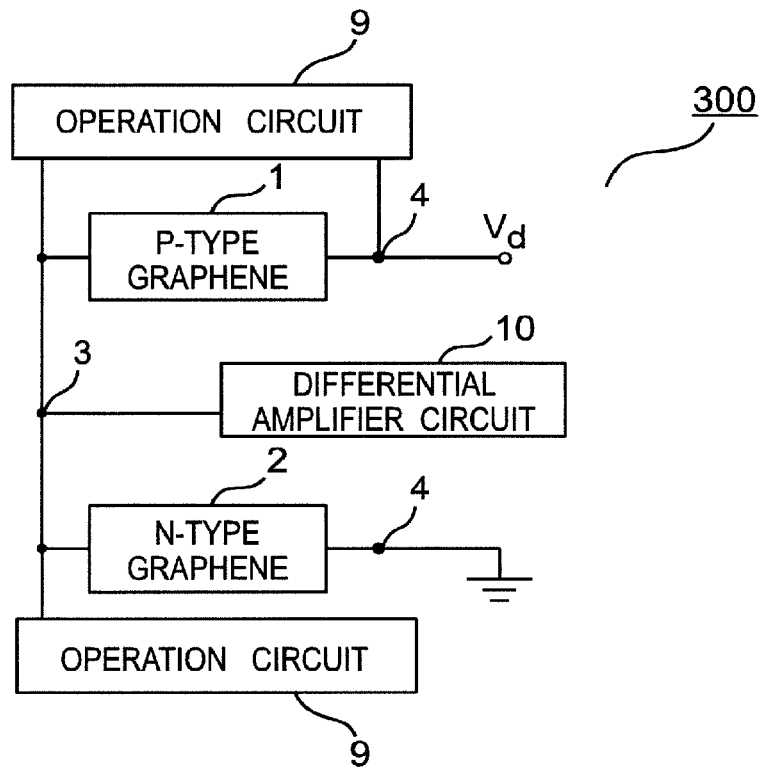 9
OPERATION CIRCUIT
300
1
4
P-TYPE
GRAPHENE
Vd
3
10
DIFFERENTIAL
AMPLIFIER CIRCUIT
2
4
N-TYPE
GRAPHENE
OPERATION CIRCUIT
9